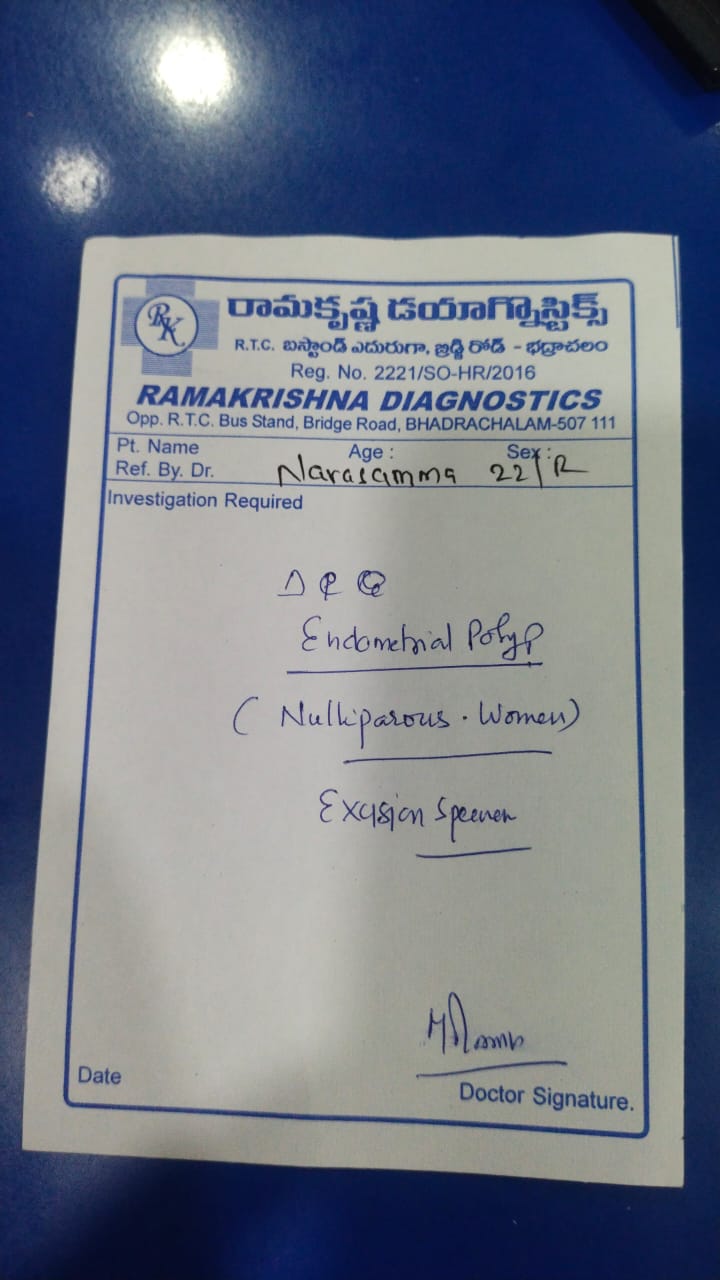 RK
రామకృష్ణ డయాగ్నొస్టిక్స్
R.T.C. బస్టాండ్ ఎదురుగా, బ్రిడ్జి రోడ్ - భద్రాచలం
Reg. No. 2221/SO-HR/2016
RAMAKRISHNA DIAGNOSTICS
Opp. R.T.C. Bus Stand, Bridge Road, BHADRACHALAM-507 111
Pt. Name Age : Sex :
Ref. By. Dr. Narasamma 22/
Investigation Required
Endometrial Polyp
(Nulliparous . Women)
Excision
Date
Doctor Signature.